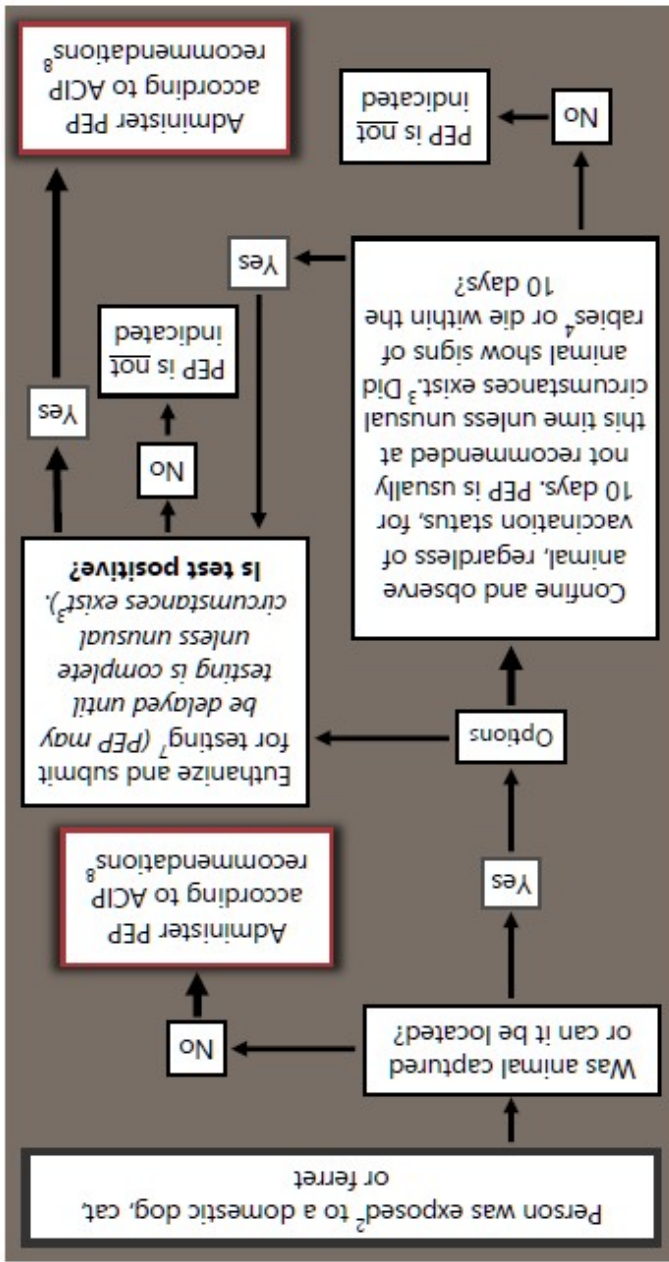 Person was exposed² to a domestic dog, cat,
or ferret
Was animal captured
or can it be located?
No
Administer PEP
according to ACIP
recommendations⁸
Yes
Options
Confine and observe
animal, regardless of
vaccination status, for
10 days. PEP is usually
not recommended at
this time unless unusual
circumstances exist.³ Did
animal show signs of
rabies⁴ or die within the
10 days?
No
PEP is not
indicated
Yes
Euthanize and submit
for testing⁷ (PEP may
be delayed until
testing is complete
unless unusual
circumstances exist³).
Is test positive?
No
PEP is not
indicated
Yes
Administer PEP
according to ACIP
recommendations⁸